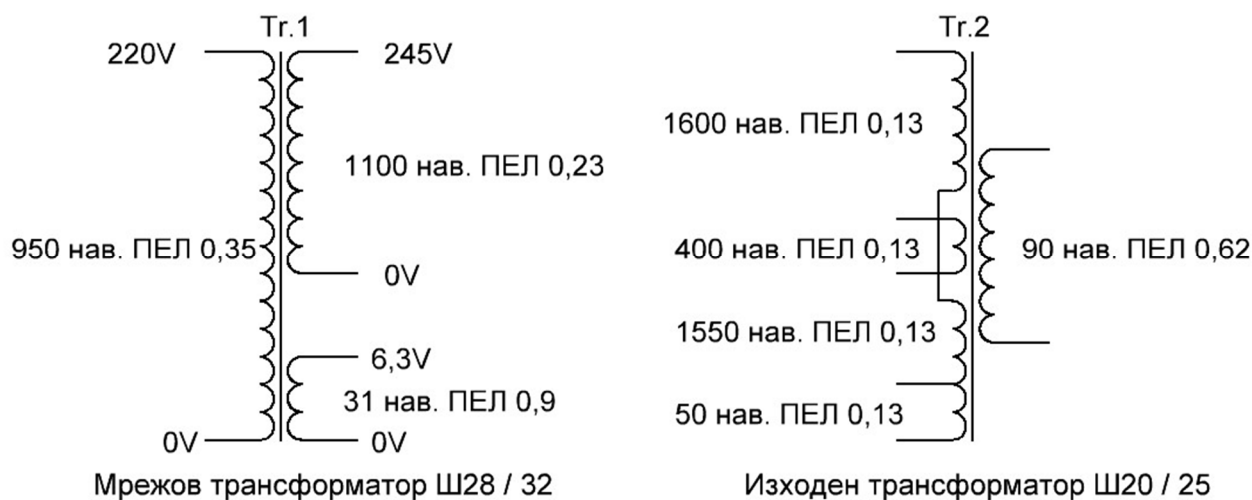 Tr.1
220V
245V
1100 нав. ПЕЛ 0,23
950 нав. ПЕЛ 0,35
0V
6,3V
31 нав. ПЕЛ 0,9
0V
0V
Мрежов трансформатор Ш28 / 32
Tr.2
1600 нав. ПЕЛ 0,13
400 нав. ПЕЛ 0,13
90 нав. ПЕЛ 0,62
1550 нав. ПЕЛ 0,13
50 нав. ПЕЛ 0,13
Изходен трансформатор Ш20 / 25